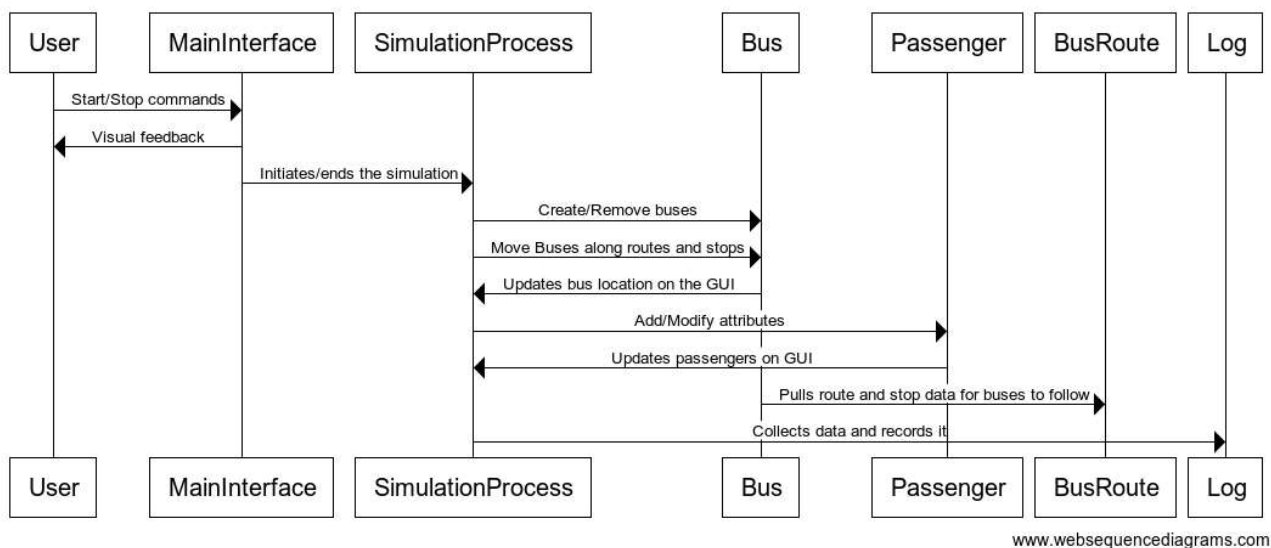 User
MainInterface
SimulationProcess
Bus
Passenger
BusRoute
Log
Start/Stop commands
Visual feedback
Initiates/ends the simulation
Create/Remove buses
Move Buses along routes and stops
Updates bus location on the GUI
Add/Modify attributes
Updates passengers on GUI
Pulls route and stop data for buses to follow
Collects data and records it
User
MainInterface
SimulationProcess
Bus
Passenger
BusRoute
Log
www.websequencediagrams.com